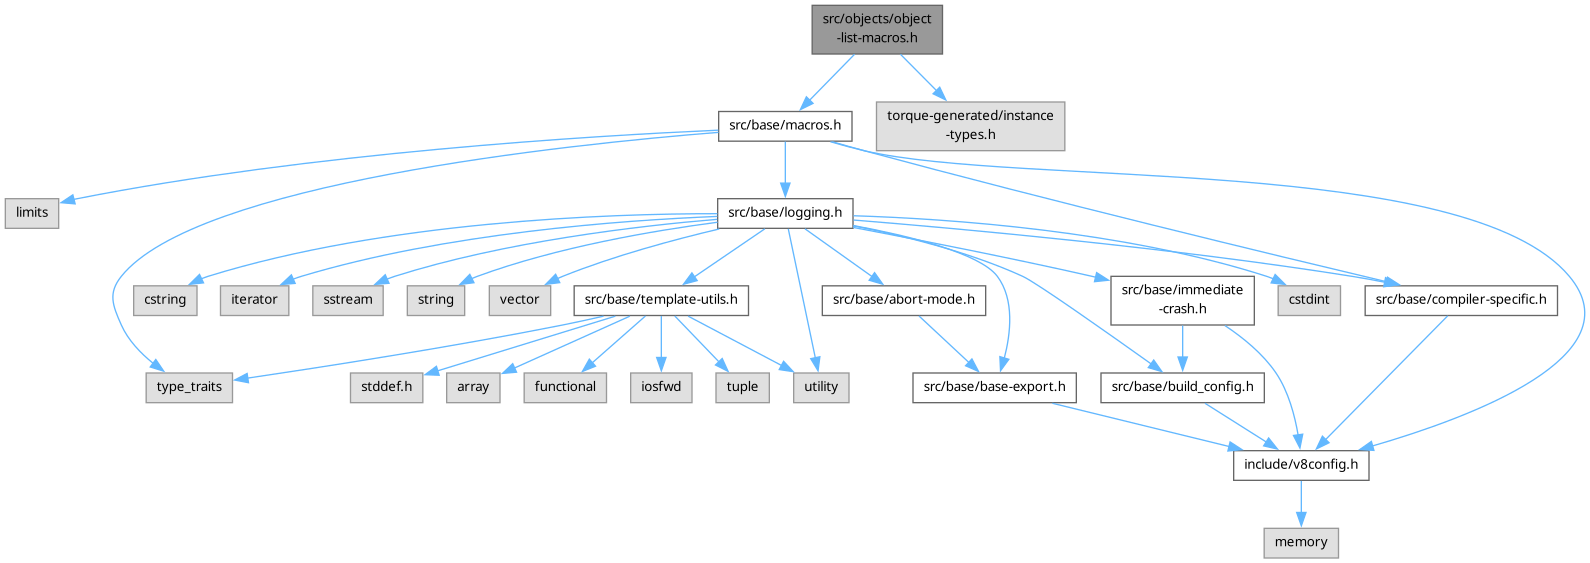 src/objects/object
-list-macros.h
src/base/macros.h
torque-generated/instance
-types.h
limits
src/base/logging.h
cstring
iterator
sstream
string
vector
src/base/template-utils.h
src/base/abort-mode.h
src/base/immediate
-crash.h
cstdint
src/base/compiler-specific.h
type_traits
stddef.h
array
functional
iosfwd
tuple
utility
src/base/base-export.h
src/base/build_config.h
include/v8config.h
memory